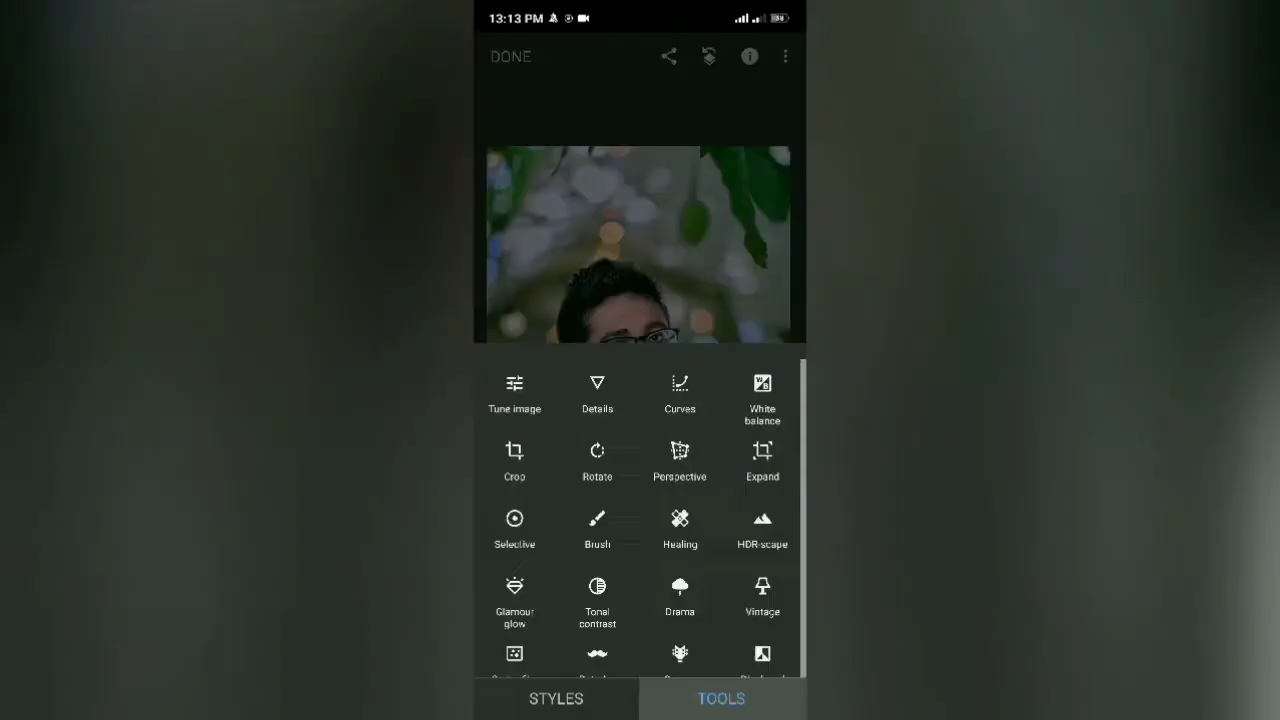 13:13 PM
DONE
Tune image Details Curves White balance
Crop Rotate Perspective Expand
Selective Brush Healing HDR-scape
Glamour glow Tonal contrast Drama Vintage
STYLES TOOLS